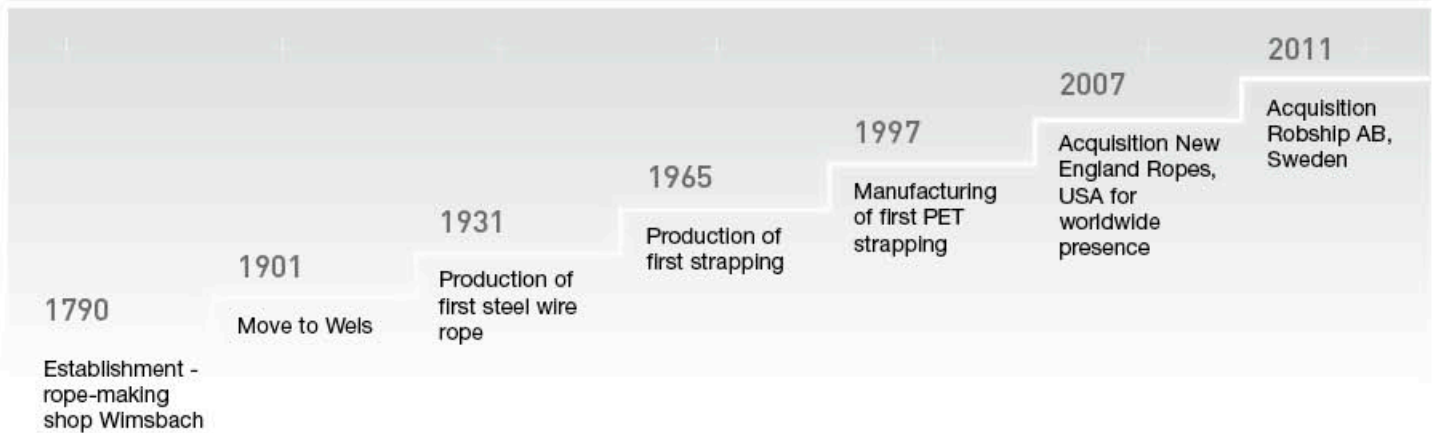 1790
Establishment -
rope-making
shop Wimsbach
1901
Move to Wels
1931
Production of
first steel wire
rope
1965
Production of
first strapping
1997
Manufacturing
of first PET
strapping
2007
Acquisition New
England Ropes,
USA for
worldwide
presence
2011
Acquisition
Robship AB,
Sweden